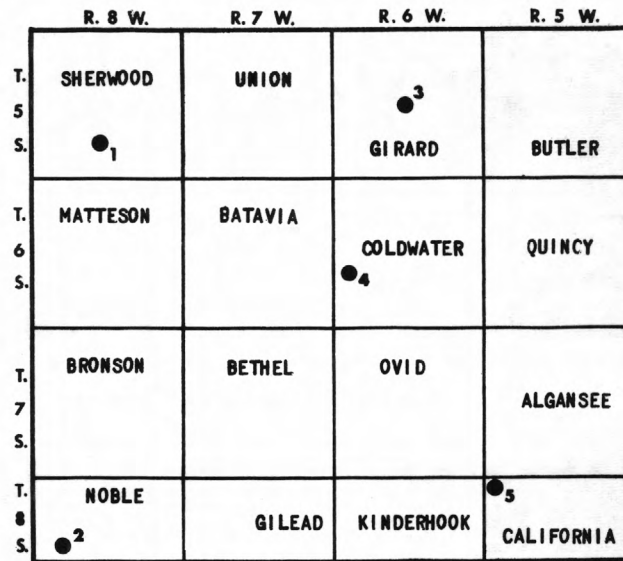 R. 8 W. R. 7 W. R. 6 W. R. 5 W.
T. 5 S.
SHERWOOD UNION 3
1 GIRARD BUTLER
T. 6 S.
MATTESON BATAVIA
COLDWATER QUINCY
4
T. 7 S.
BRONSON BETHEL OVID
ALGANSEE
T. 8 S.
NOBLE 5
GILEAD KINDERHOOK
2 CALIFORNIA